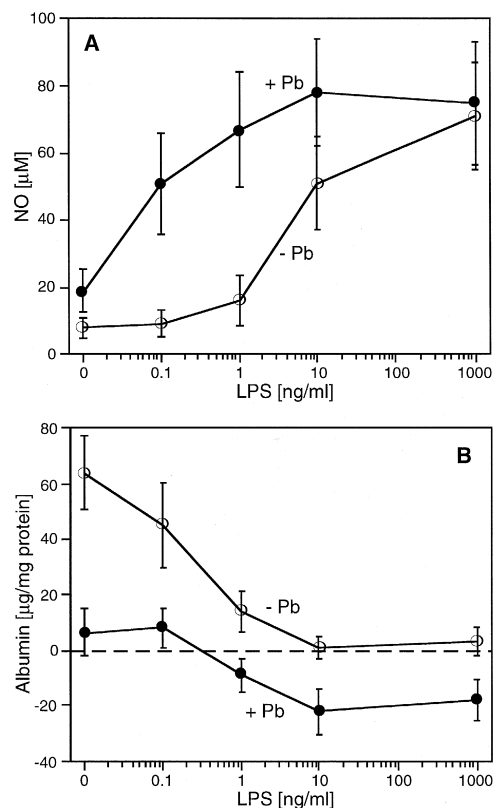 100
A
80
+ Pb
60
NO [µM]
40
- Pb
20
0
0 0.1 1 10 100 1000
LPS [ng/ml]
80
B
60
Albumin [µg/mg protein]
40
20
- Pb
0
-20
+ Pb
-40
0 0.1 1 10 100 1000
LPS [ng/ml]